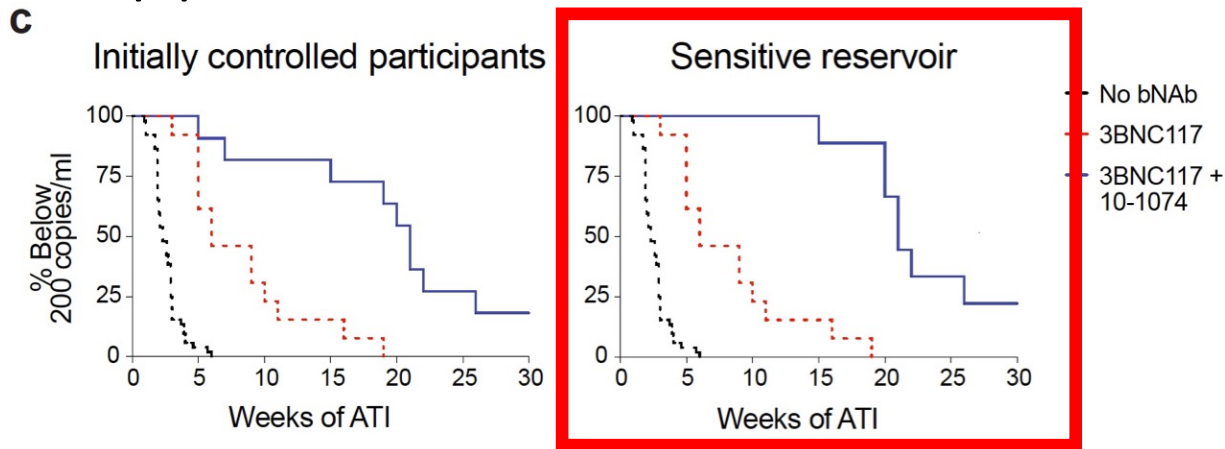 c
Initially controlled participants
Sensitive reservoir
No bNAb
3BNC117
3BNC117 +
10-1074
% Below
200 copies/ml
100
75
50
25
0
0 5 10 15 20 25 30
Weeks of ATI
100
75
50
25
0
0 5 10 15 20 25 30
Weeks of ATI